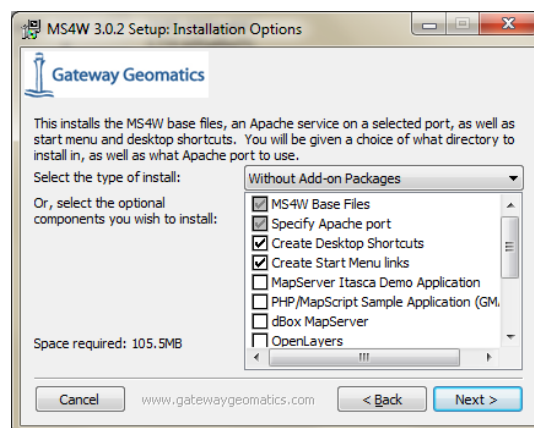 MS4W 3.0.2 Setup: Installation Options
Gateway Geomatics
This installs the MS4W base files, an Apache service on a selected port, as well as
start menu and desktop shortcuts. You will be given a choice of what directory to
install in, as well as what Apache port to use.
Select the type of install:
Without Add-on Packages
Or, select the optional
components you wish to install:
MS4W Base Files
Specify Apache port
Create Desktop Shortcuts
Create Start Menu links
MapServer Itasca Demo Application
PHP/MapScript Sample Application (GM
dBox MapServer
OpenLayers
Space required: 105.5MB
Cancel
www.gatewaygeomatics.com
< Back
Next >